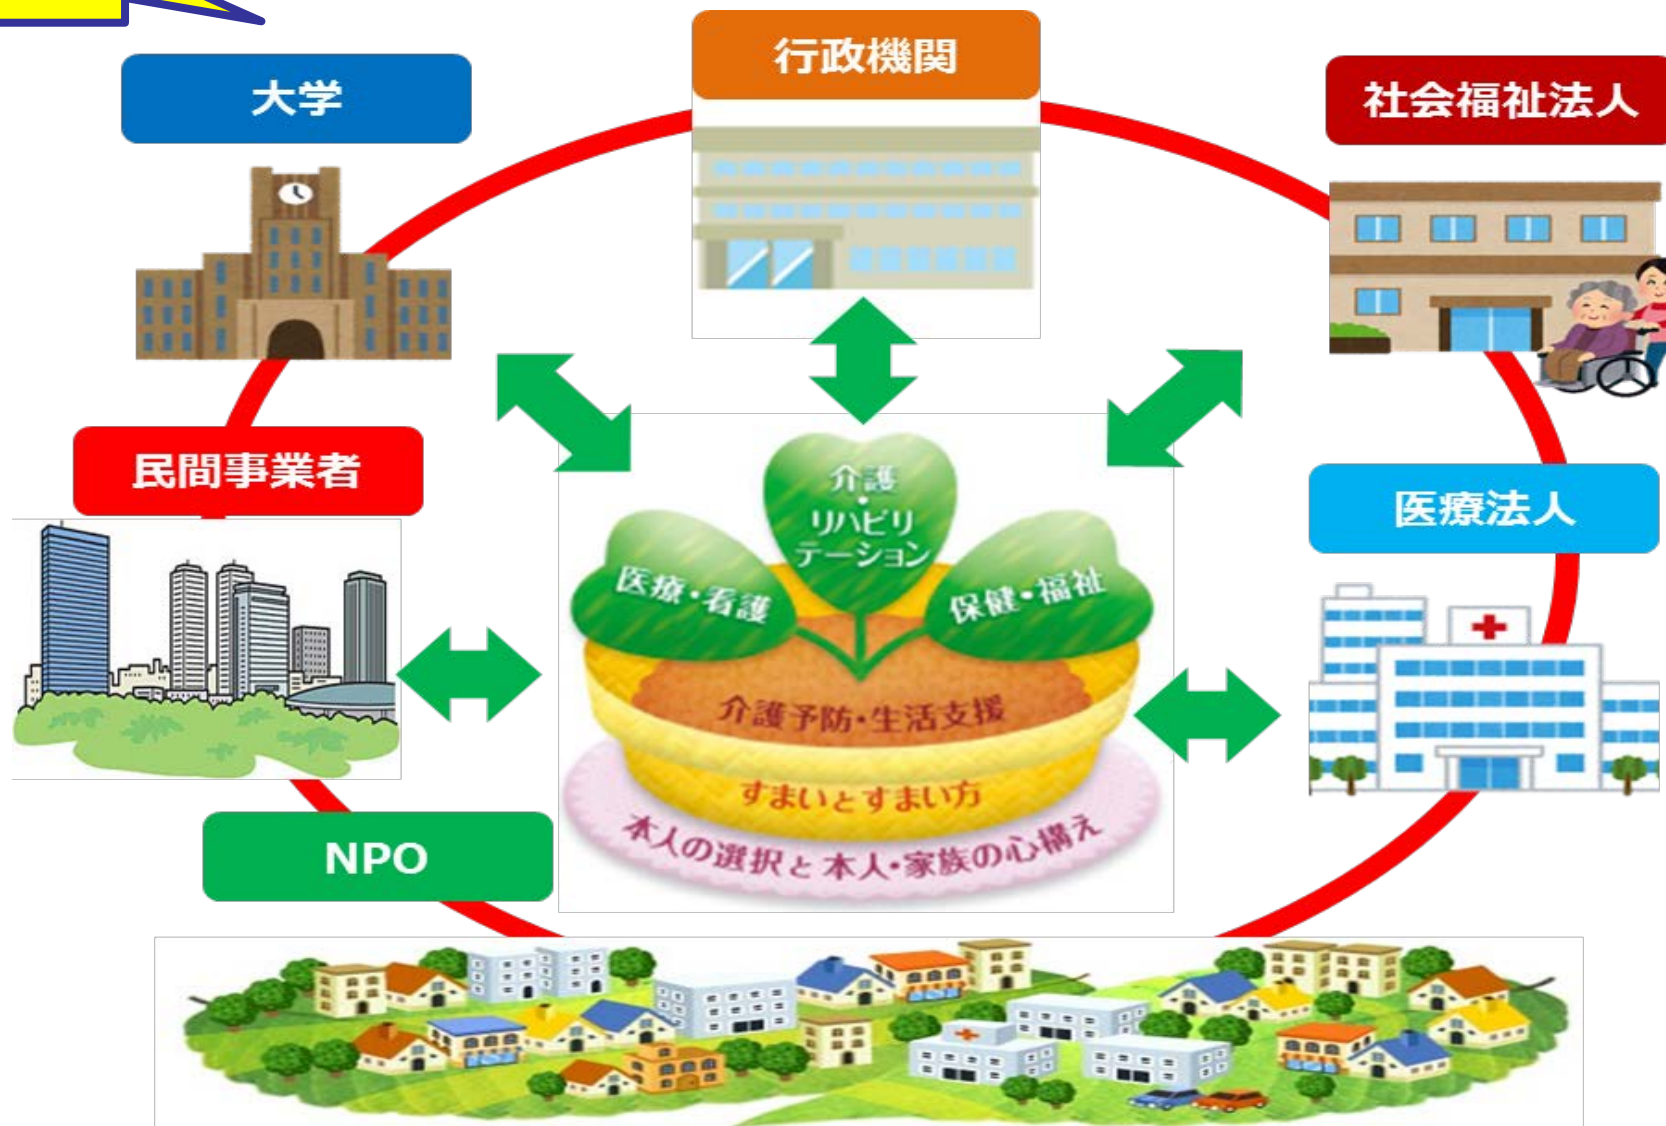 行政機関
大学
社会福祉法人
民間事業者
医療法人
介護
・
リハビリ
テーション
医療・看護
保健・福祉
介護予防・生活支援
すまいとすまい方
本人の選択と本人・家族の心構え
NPO